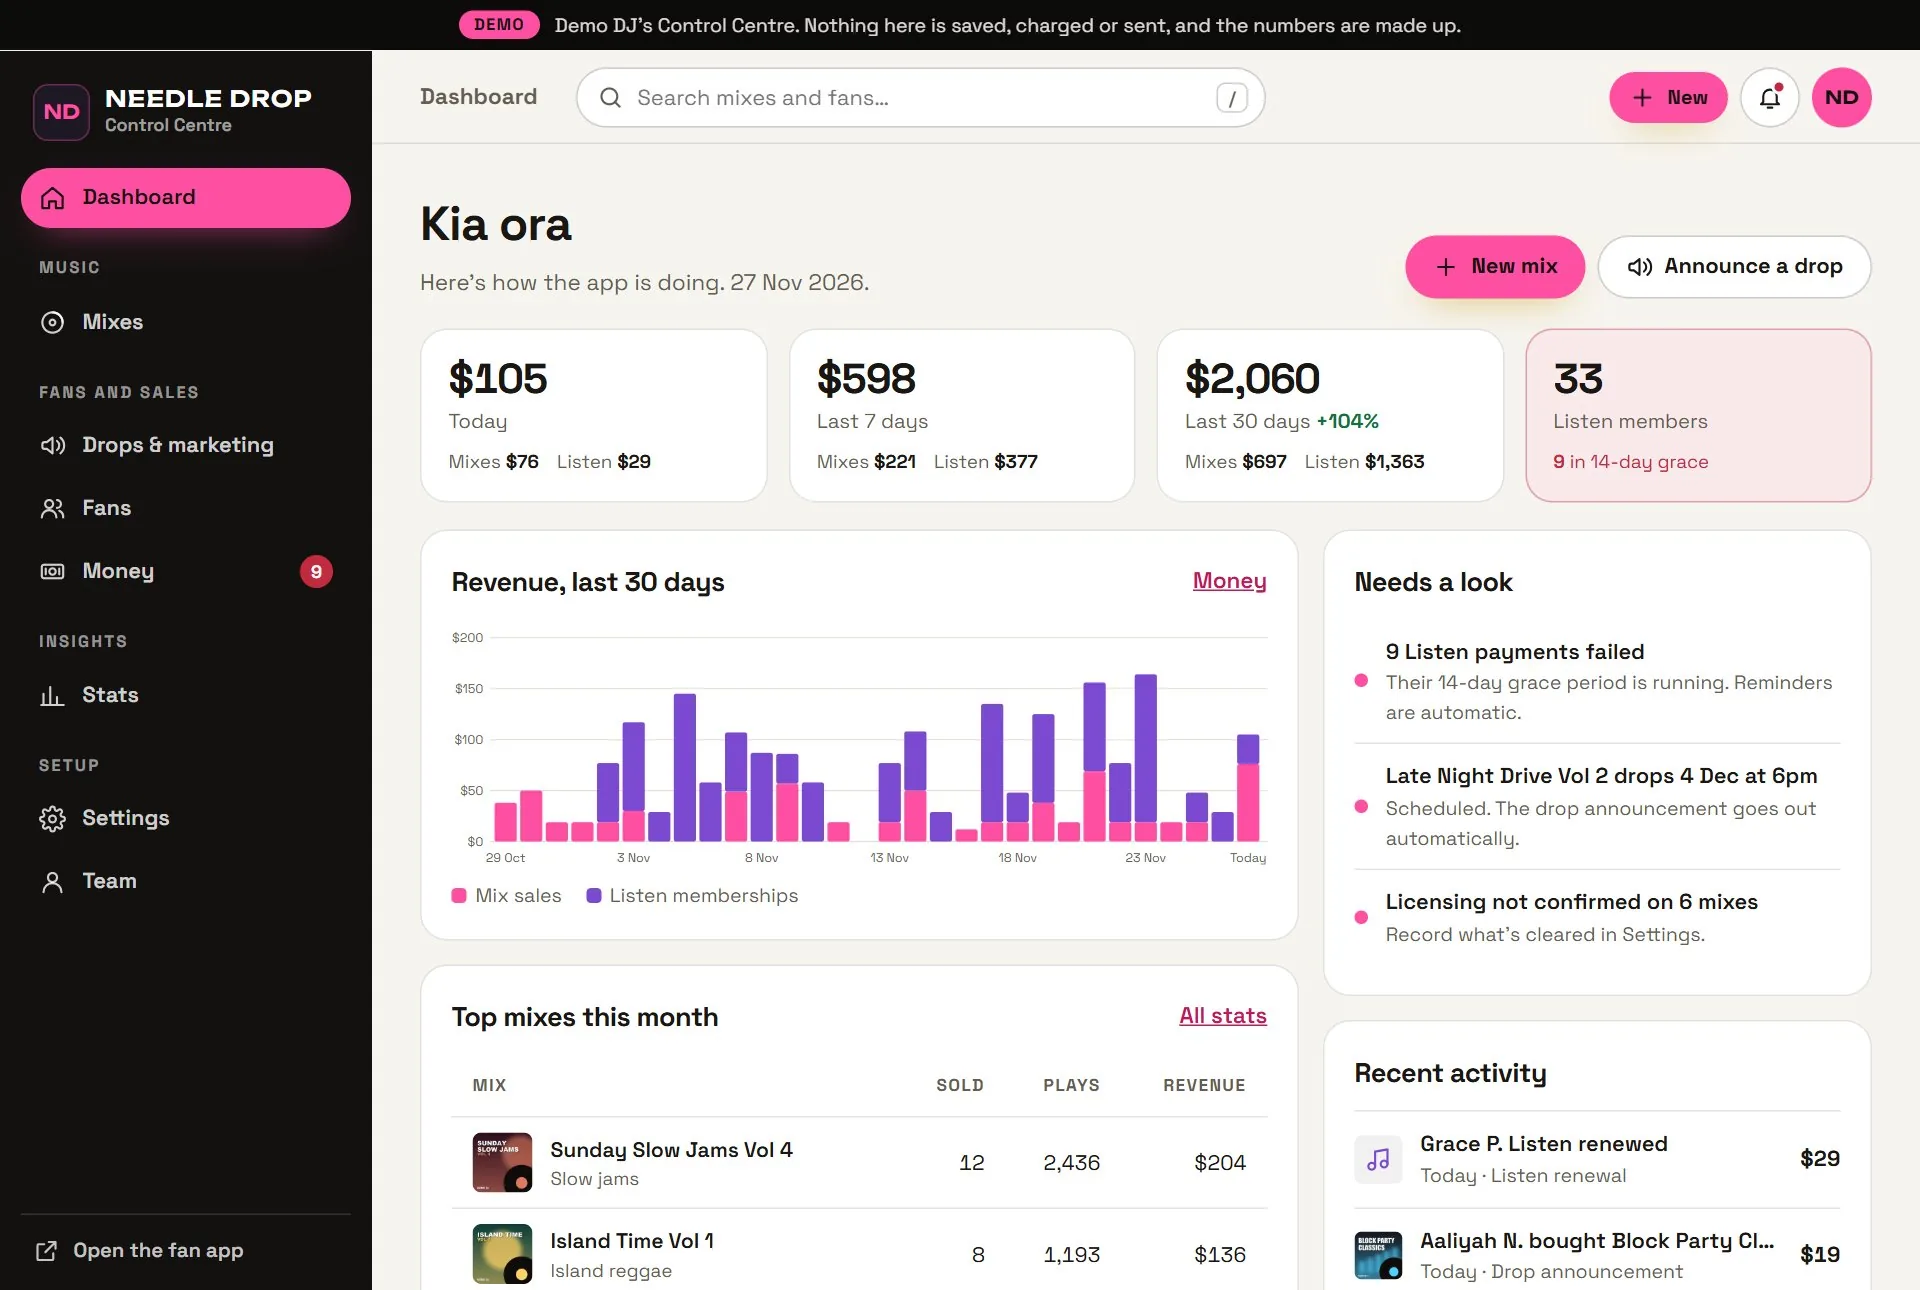 DEMO Demo DJ's Control Centre. Nothing here is saved, charged or sent, and the numbers are made up.
ND NEEDLE DROP
Control Centre
Dashboard
MUSIC
Mixes
FANS AND SALES
Drops & marketing
Fans
Money 9
INSIGHTS
Stats
SETUP
Settings
Team
Open the fan app
Dashboard
Search mixes and fans... /
+ New
ND
Kia ora
Here's how the app is doing. 27 Nov 2026.
+ New mix
Announce a drop
$105
Today
Mixes $76 Listen $29
$598
Last 7 days
Mixes $221 Listen $377
$2,060
Last 30 days +104%
Mixes $697 Listen $1,363
33
Listen members
9 in 14-day grace
Revenue, last 30 days Money
$200
$150
$100
$50
$0
29 Oct 3 Nov 8 Nov 13 Nov 18 Nov 23 Nov Today
Mix sales Listen memberships
Needs a look
9 Listen payments failed
Their 14-day grace period is running. Reminders
are automatic.
Late Night Drive Vol 2 drops 4 Dec at 6pm
Scheduled. The drop announcement goes out
automatically.
Licensing not confirmed on 6 mixes
Record what's cleared in Settings.
Top mixes this month All stats
MIX SOLD PLAYS REVENUE
SUNDAY
SLOW JAMS
Sunday Slow Jams Vol 4 12 2,436 $204
Slow jams
ISLAND TIME
Island Time Vol 1 8 1,193 $136
Island reggae
Recent activity
Grace P. Listen renewed $29
Today · Listen renewal
BLOCK PARTY
CLASSICS
Aaliyah N. bought Block Party Cl... $19
Today · Drop announcement